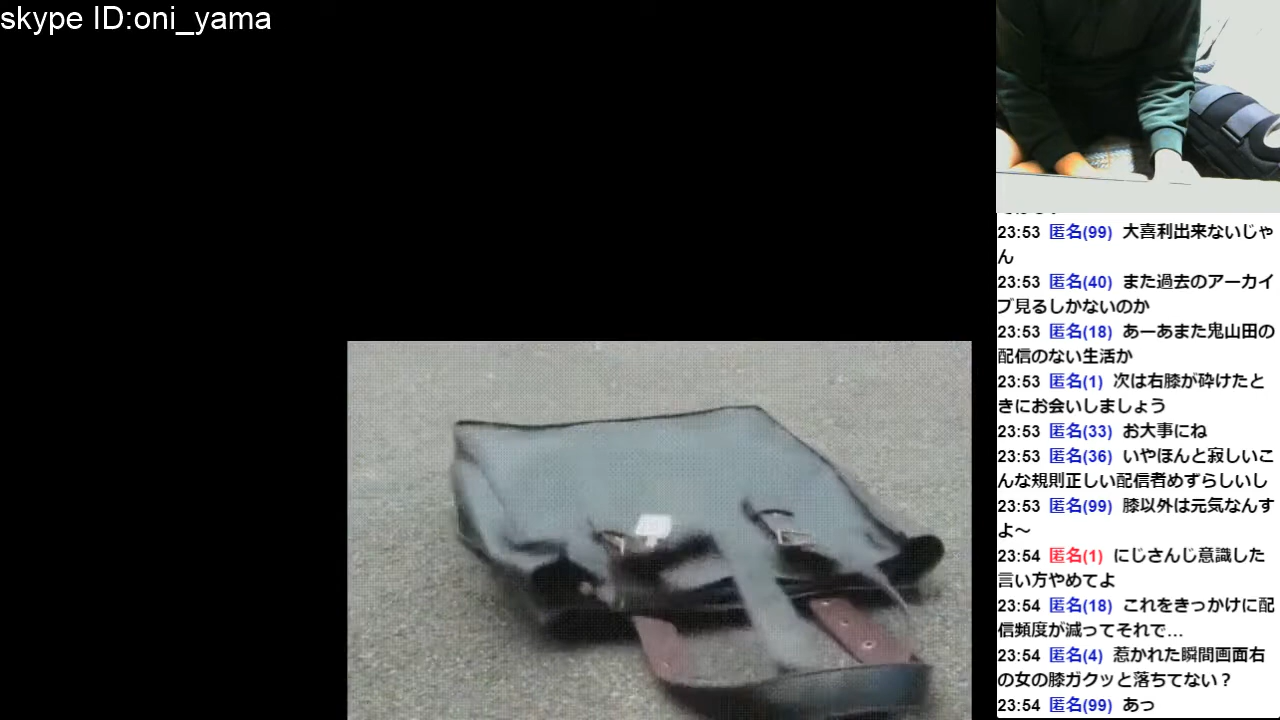 skype ID:oni_yama
23:53 匿名(99) 大喜利出来ないじゃ
ん
23:53 匿名(40) また過去のアーカイ
ブ見るしかないのか
23:53 匿名(18) あーあまた鬼山田の
配信のない生活か
23:53 匿名(1) 次は右膝が砕けたと
きにお会いしましょう
23:53 匿名(33) お大事にね
23:53 匿名(36) いやほんと寂しいこ
んな規則正しい配信者めずらしいし
23:53 匿名(99) 膝以外は元気なんす
よ～
23:54 匿名(1) にじさんじ意識した
言い方やめてよ
23:54 匿名(18) これをきっかけに配
信頻度が減ってそれで…
23:54 匿名(4) 惹かれた瞬間画面右
の女の膝ガクッと落ちてない？
23:54 匿名(99) あっ